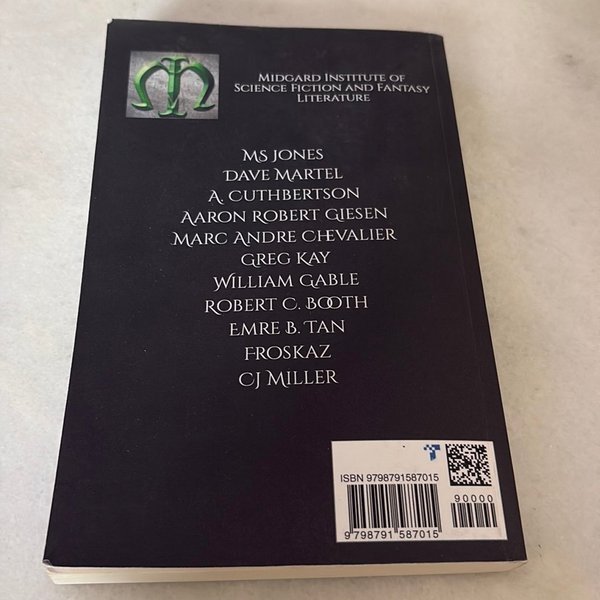 Midgard Institute of
Science Fiction and Fantasy
Literature
MS Jones
Dave Martel
A. Cuthbertson
Aaron Robert Giesen
Marc Andre Chevalier
Greg Kay
William Gable
Robert C. Booth
Emre B. Tan
Froskaz
CJ Miller
ISBN 9798791587015
90000
9 798791 587015